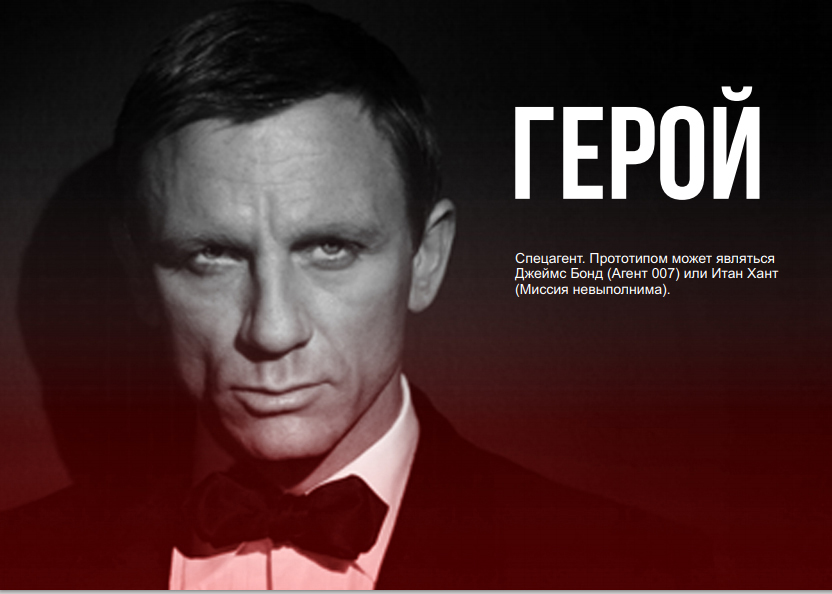 ГЕРОЙ
Спецагент. Прототипом может являться
Джеймс Бонд (Агент 007) или Итан Хант
(Миссия невыполнима).